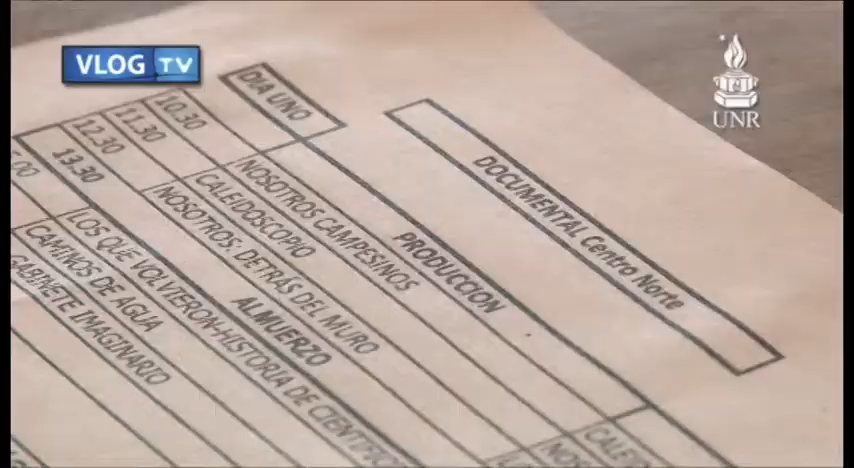 VLOG TV
UNR
DOCUMENTAL Centro Norte
DIA UNO
PRODUCCION
10.30 NOSOTROS CAMPESINOS
11.30 CALEIDOSCOPIO
12.30 NOSOTROS: DETRÁS DEL MURO
13.30 ALMUERZO
LOS QUE VOLVIERON-HISTORIA DE
CAMINOS DE AGUA
GABINETE IMAGINARIO